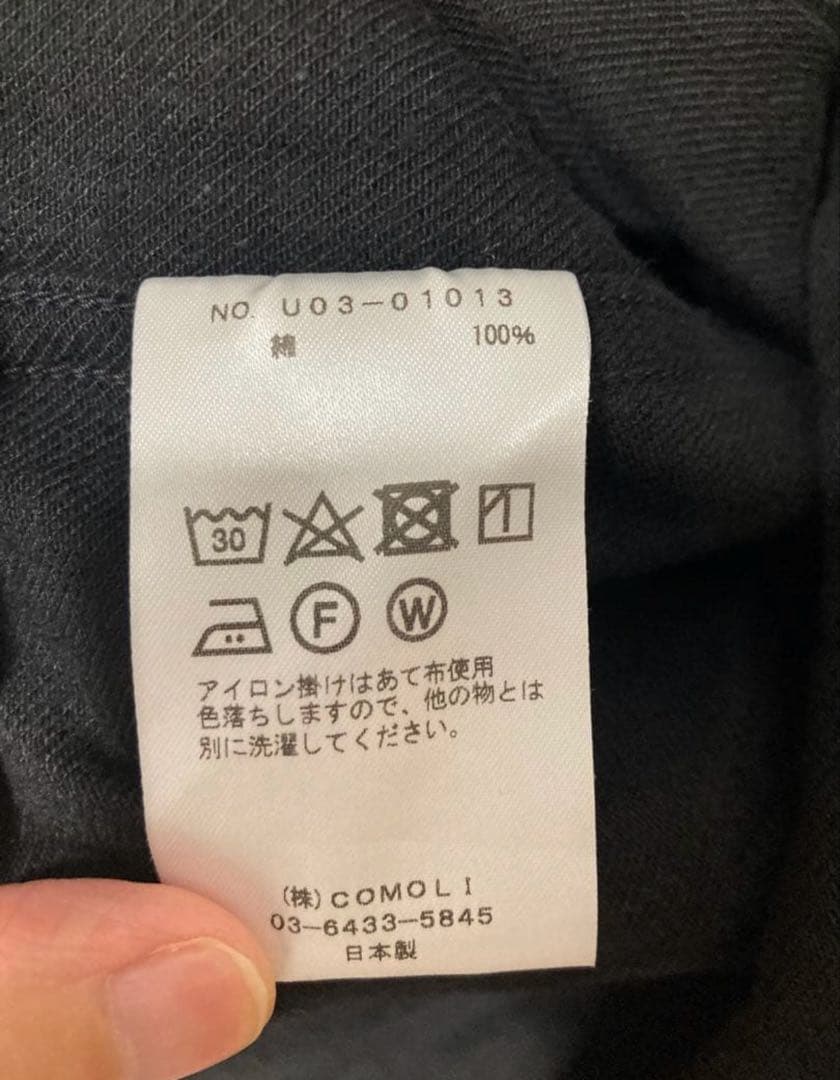 NO. U03-01013
綿 100%
30
F W
アイロン掛けはあて布使用
色落ちしますので、他の物とは
別に洗濯してください。
(株)COMOLI
03-6433-5845
日本製